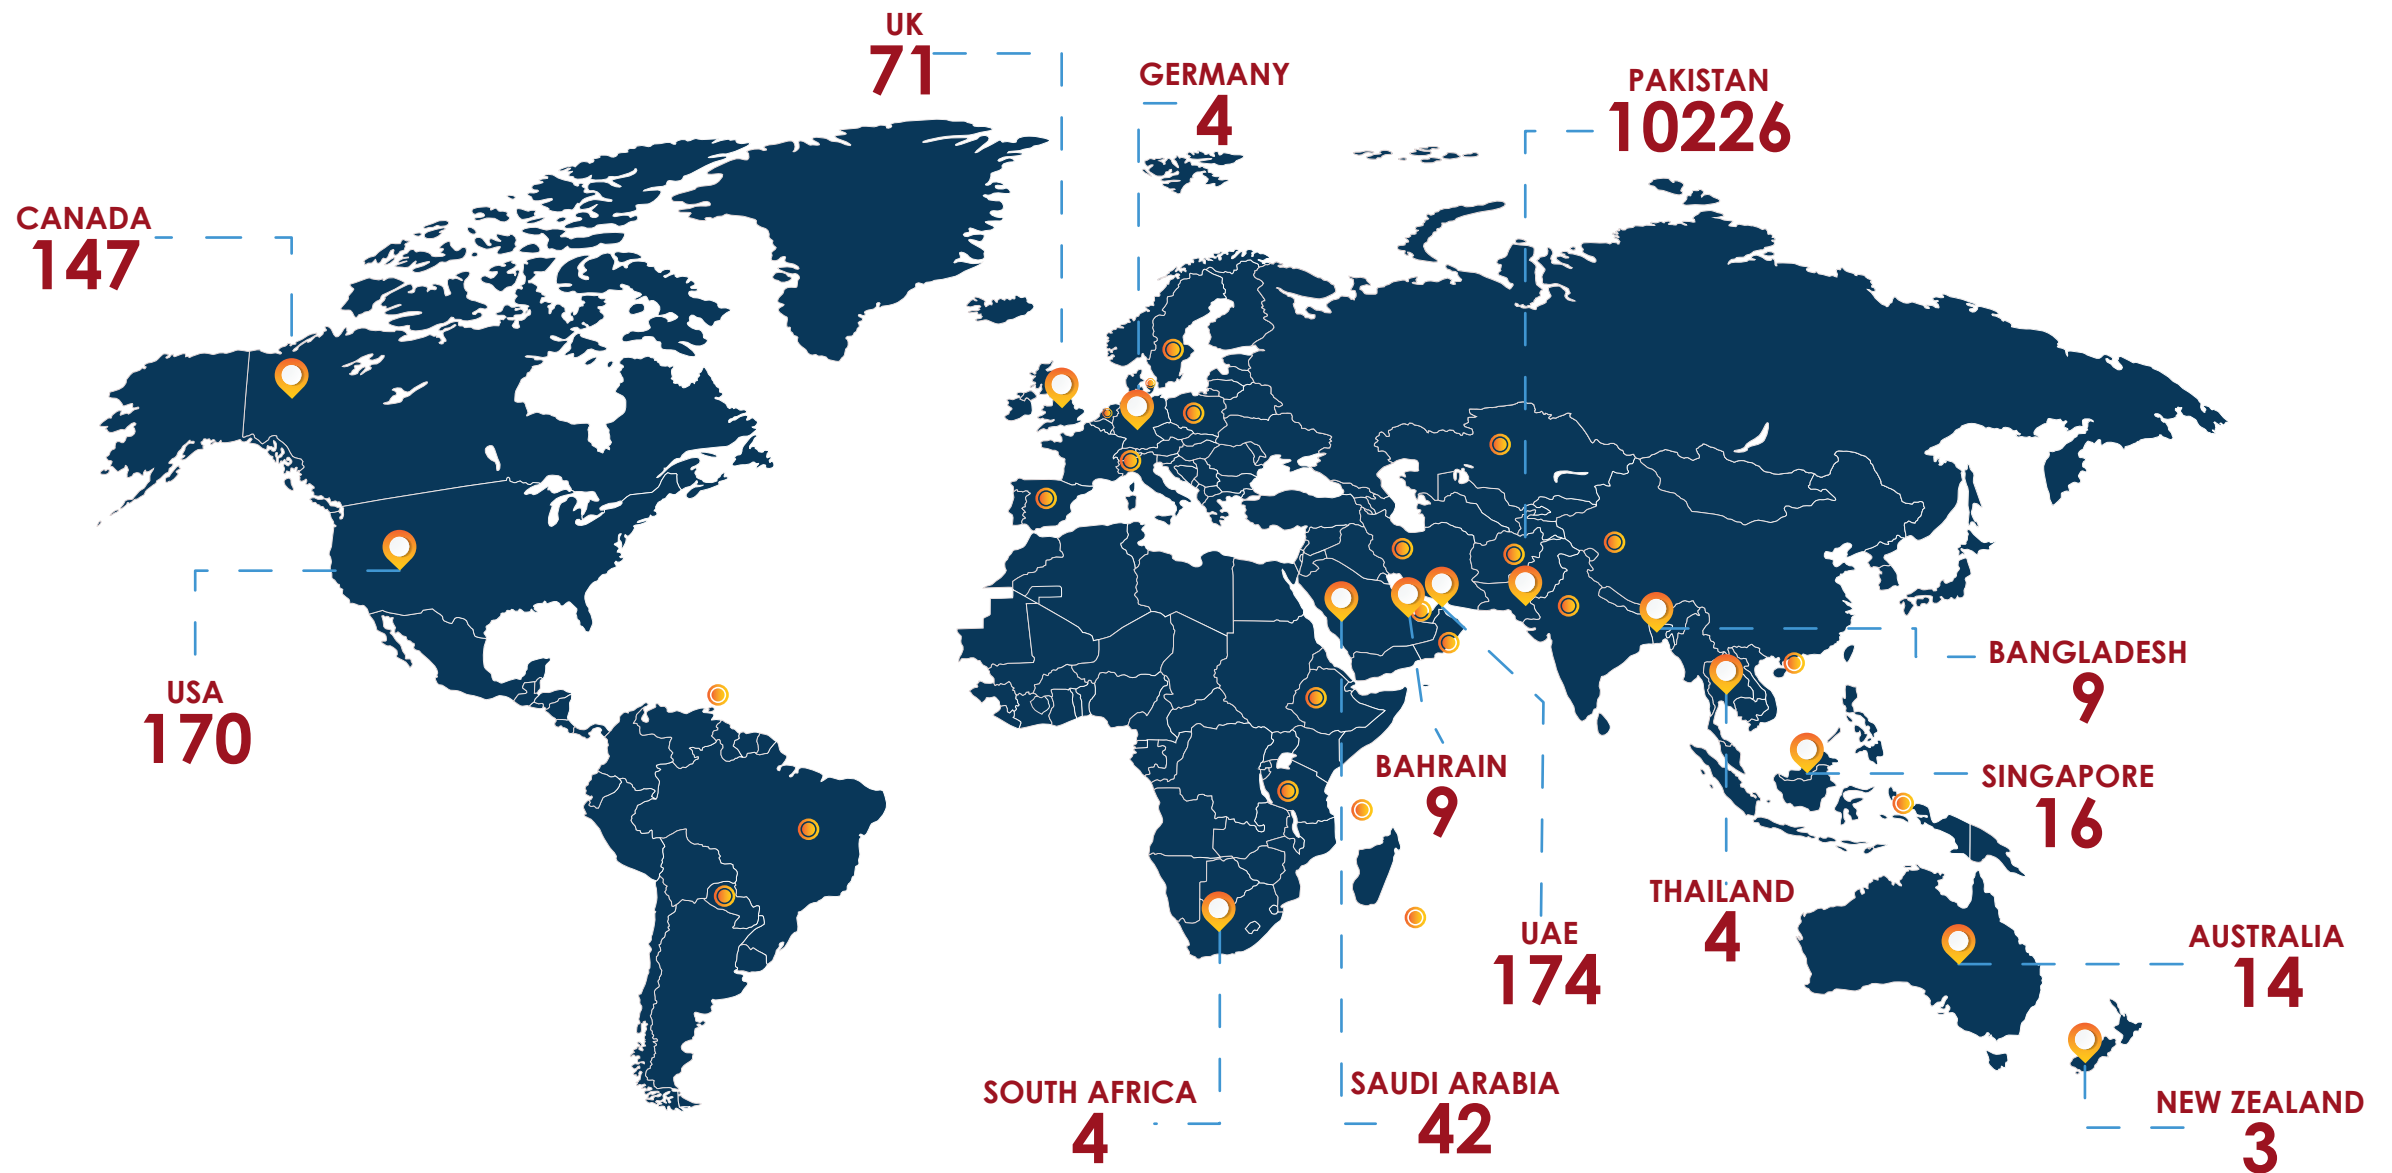 UK
71
GERMANY
4
PAKISTAN
10226
CANADA
147
USA
170
BANGLADESH
9
BAHRAIN
9
SINGAPORE
16
THAILAND
4
UAE
174
AUSTRALIA
14
SOUTH AFRICA
4
SAUDI ARABIA
42
NEW ZEALAND
3